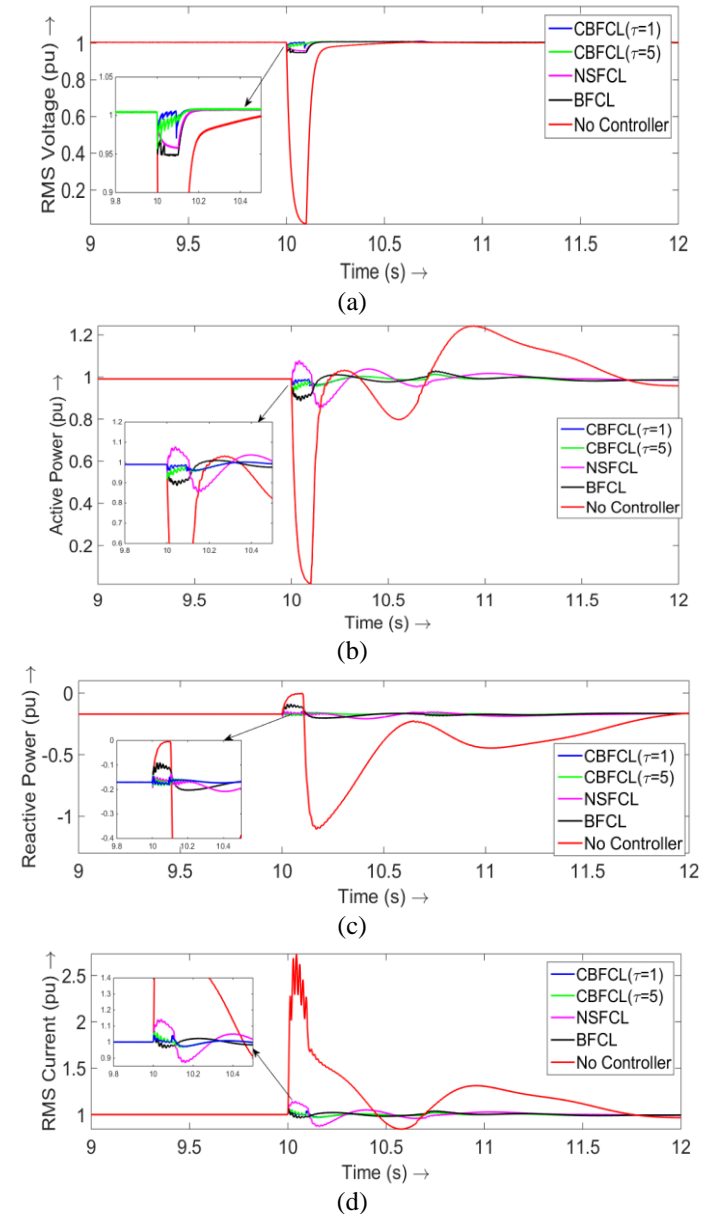 RMS Voltage (pu) →
1
0.8
0.6
0.4
0.2
1.05
1
0.95
0.9
9.8 10 10.2 10.4
CBFCL(τ=1)
CBFCL(τ=5)
NSFCL
BFCL
No Controller
9 9.5 10 10.5 11 11.5 12
Time (s) →
(a)
Active Power (pu) →
1.2
1
0.8
0.6
0.4
0.2
1.2
1.1
1
0.9
0.8
0.7
0.6
9.8 10 10.2 10.4
CBFCL(τ=1)
CBFCL(τ=5)
NSFCL
BFCL
No Controller
9 9.5 10 10.5 11 11.5 12
Time (s) →
(b)
Reactive Power (pu) →
0
-0.5
-1
0
-0.1
-0.2
-0.3
-0.4
9.8 10 10.2 10.4
CBFCL(τ=1)
CBFCL(τ=5)
NSFCL
BFCL
No Controller
9 9.5 10 10.5 11 11.5 12
Time (s) →
(c)
RMS Current (pu) →
2.5
2
1.5
1
1.4
1.3
1.2
1.1
1
0.9
0.8
9.8 10 10.2 10.4
CBFCL(τ=1)
CBFCL(τ=5)
NSFCL
BFCL
No Controller
9 9.5 10 10.5 11 11.5 12
Time (s) →
(d)